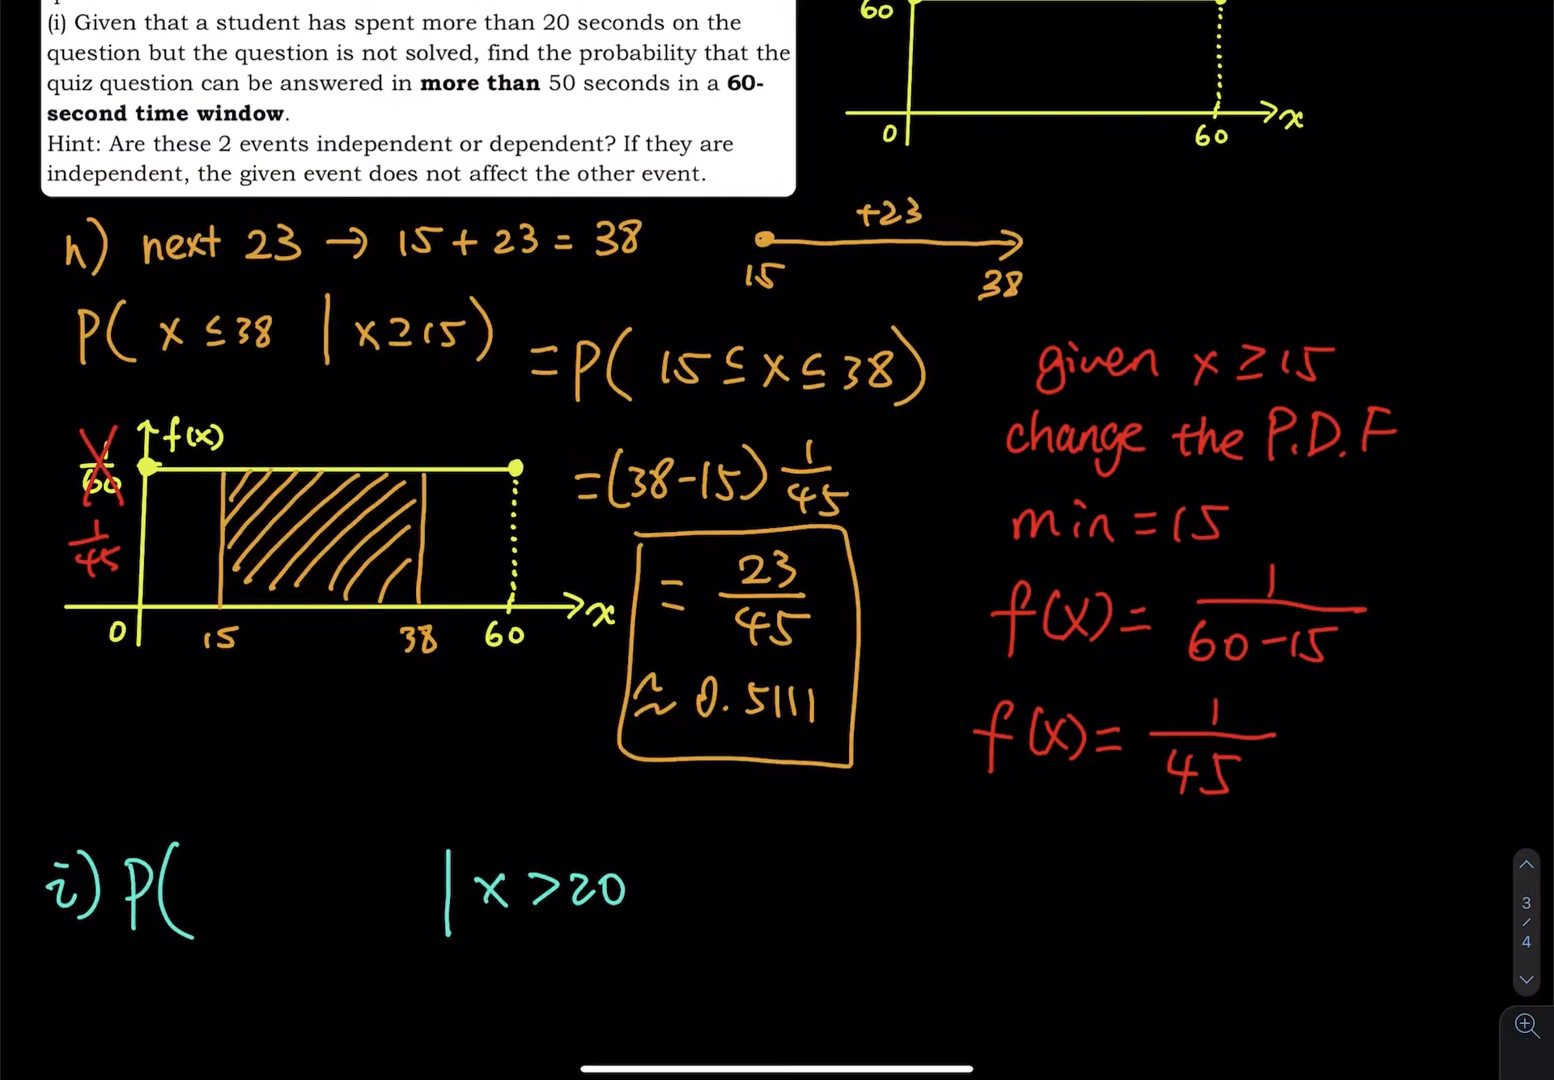 (i) Given that a student has spent more than 20 seconds on the
question but the question is not solved, find the probability that the
quiz question can be answered in more than 50 seconds in a 60-
second time window.
Hint: Are these 2 events independent or dependent? If they are
independent, the given event does not affect the other event.
60
0
60
x
h) next 23 → 15 + 23 = 38
+23
15
38
P( x ≤ 38 | x ≥ 15)
= P( 15 ≤ x ≤ 38)
given x ≥ 15
change the P.D.F
min = 15
f(x) = 1/(60-15)
f(x) = 1/45
f(x)
1/60
1/45
0
15
38
60
x
= (38-15) 1/45
= 23/45
≈ 0.5111
i) P( | x > 20
3
/
4